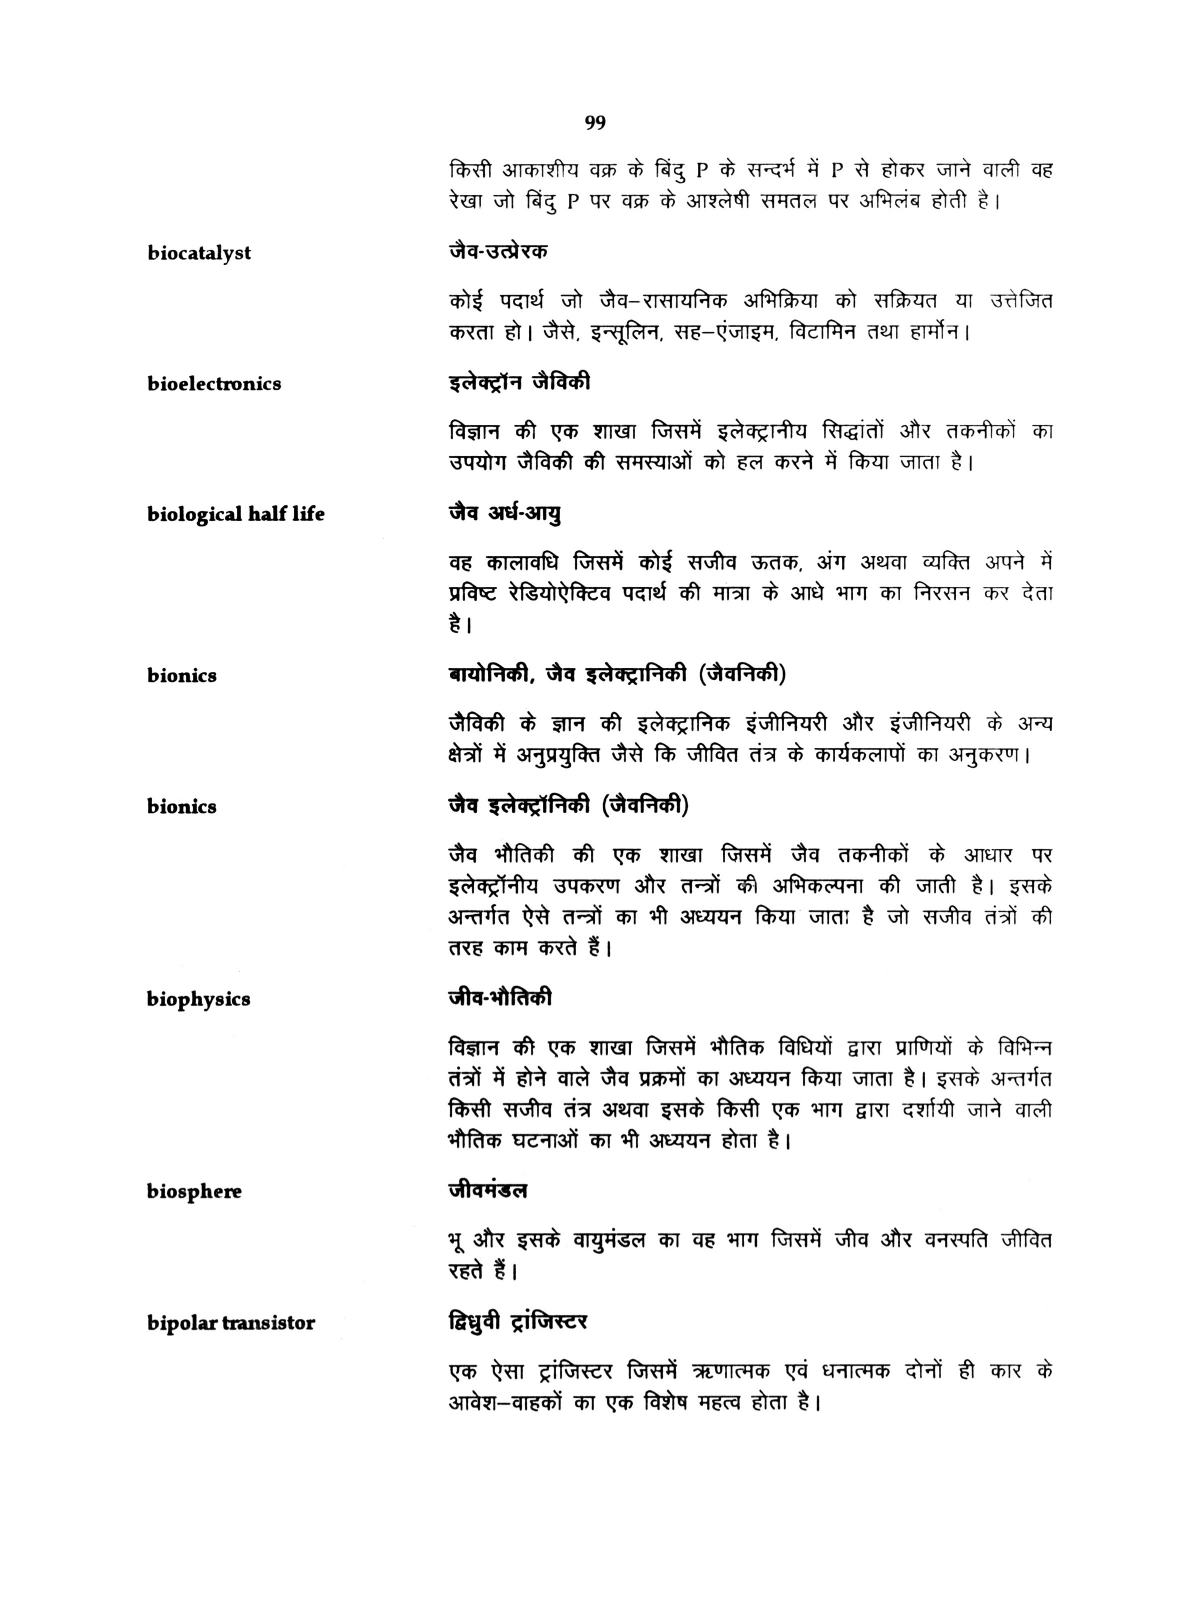 99
किसी आकाशीय वक्र के बिंदु P के सन्दर्भ में P से होकर जाने वाली वह
रेखा जो बिंदु P पर वक्र के आश्लेषी समतल पर अभिलंब होती है।
biocatalyst जैव-उत्प्रेरक
कोई पदार्थ जो जैव–रासायनिक अभिक्रिया को सक्रियत या उत्तेजित
करता हो। जैसे, इन्सूलिन, सह–एंजाइम, विटामिन तथा हार्मोन।
bioelectronics इलेक्ट्रॉन जैविकी
विज्ञान की एक शाखा जिसमें इलेक्ट्रानीय सिद्धांतों और तकनीकों का
उपयोग जैविकी की समस्याओं को हल करने में किया जाता है।
biological half life जैव अर्ध-आयु
वह कालावधि जिसमें कोई सजीव ऊतक, अंग अथवा व्यक्ति अपने में
प्रविष्ट रेडियोऐक्टिव पदार्थ की मात्रा के आधे भाग का निरसन कर देता
है।
bionics बायोनिकी, जैव इलेक्ट्रानिकी (जैवनिकी)
जैविकी के ज्ञान की इलेक्ट्रानिक इंजीनियरी और इंजीनियरी के अन्य
क्षेत्रों में अनुप्रयुक्ति जैसे कि जीवित तंत्र के कार्यकलापों का अनुकरण।
bionics जैव इलेक्ट्रॉनिकी (जैवनिकी)
जैव भौतिकी की एक शाखा जिसमें जैव तकनीकों के आधार पर
इलेक्ट्रॉनीय उपकरण और तन्त्रों की अभिकल्पना की जाती है। इसके
अन्तर्गत ऐसे तन्त्रों का भी अध्ययन किया जाता है जो सजीव तंत्रों की
तरह काम करते हैं।
biophysics जीव-भौतिकी
विज्ञान की एक शाखा जिसमें भौतिक विधियों द्वारा प्राणियों के विभिन्न
तंत्रों में होने वाले जैव प्रक्रमों का अध्ययन किया जाता है। इसके अन्तर्गत
किसी सजीव तंत्र अथवा इसके किसी एक भाग द्वारा दर्शायी जाने वाली
भौतिक घटनाओं का भी अध्ययन होता है।
biosphere जीवमंडल
भू और इसके वायुमंडल का वह भाग जिसमें जीव और वनस्पति जीवित
रहते हैं।
bipolar transistor द्विध्रुवी ट्रांजिस्टर
एक ऐसा ट्रांजिस्टर जिसमें ऋणात्मक एवं धनात्मक दोनों ही कार के
आवेश–वाहकों का एक विशेष महत्व होता है।